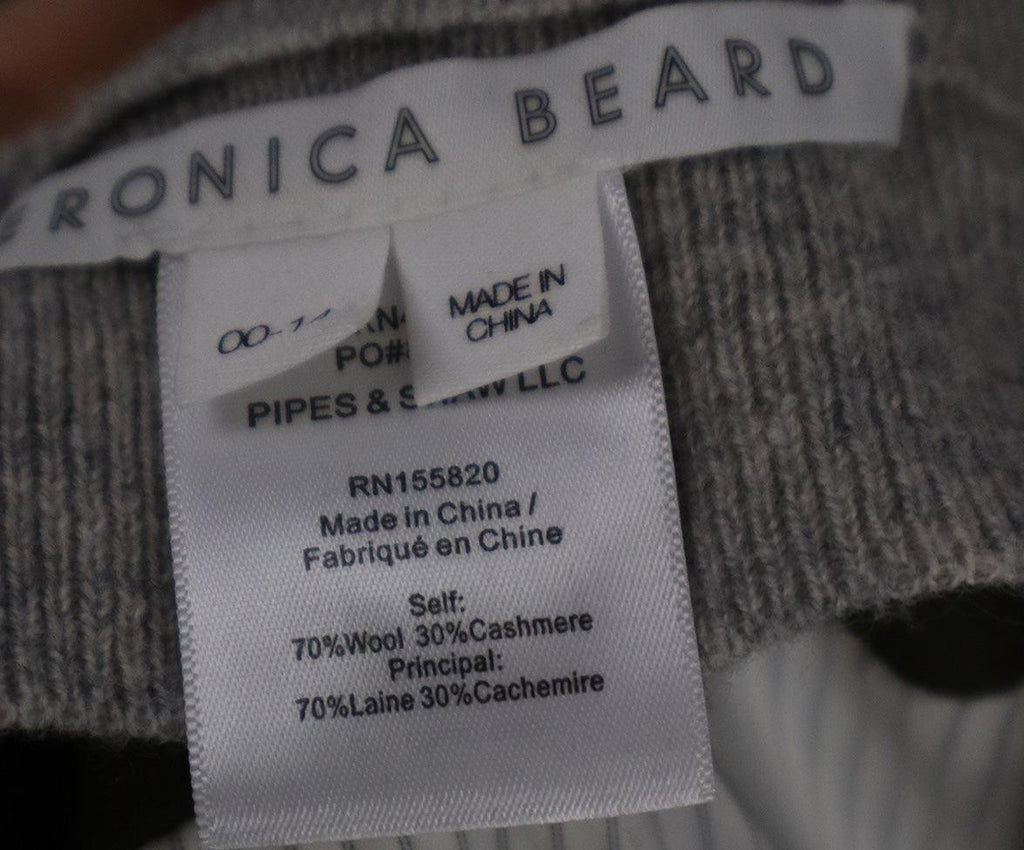 RONICA BEARD
MADE IN
CHINA
PO#
PIPES & LLC
RN155820
Made in China /
Fabriqué en Chine
Self:
70%Wool 30%Cashmere
Principal:
70%Laine 30%Cachemire